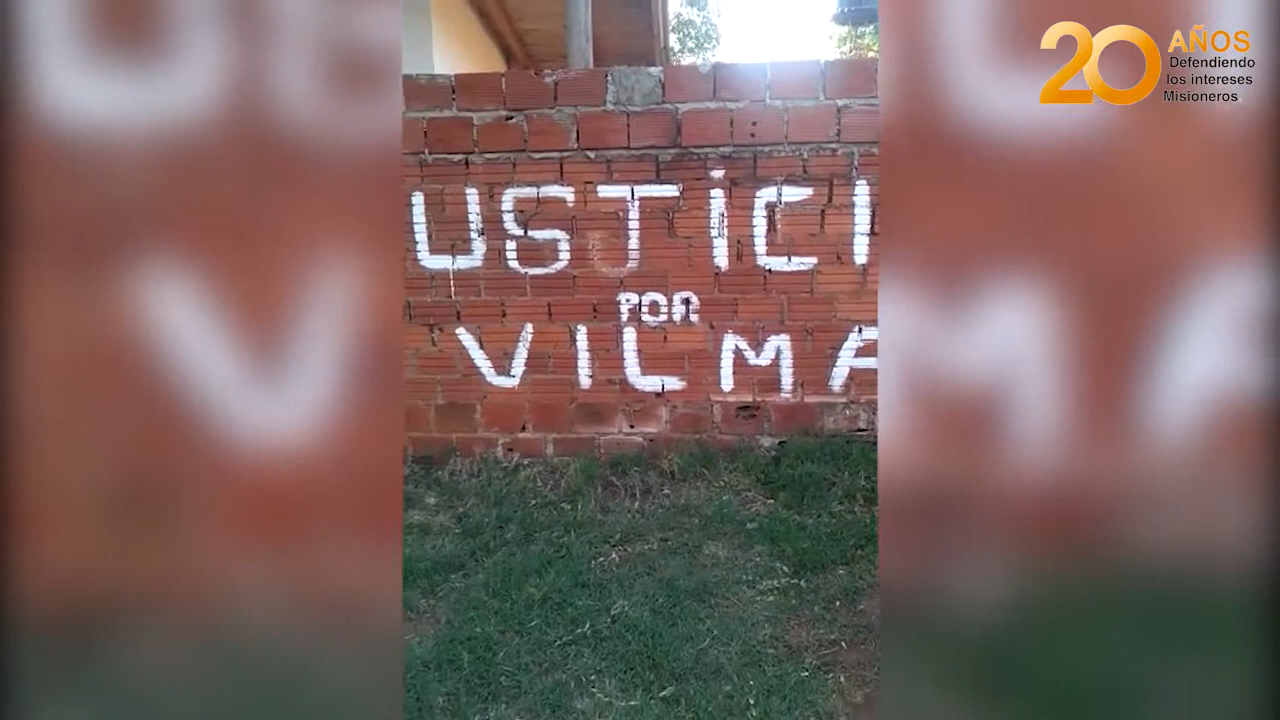 USTICI
POR
VILMA
20 AÑOS
Defendiendo
los intereses
Misioneros